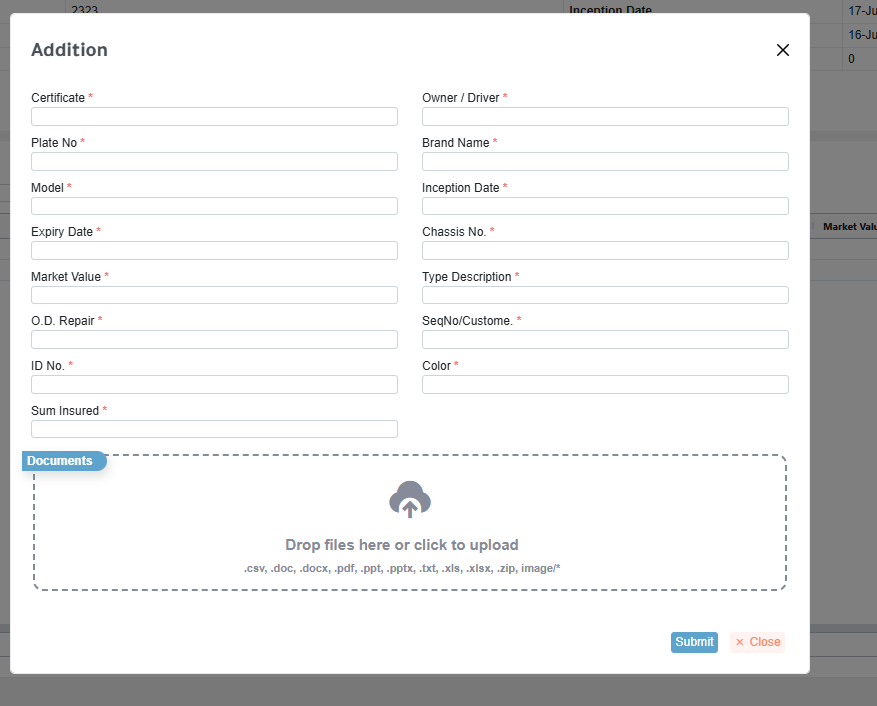 2323 Inception Date 17-Ju
16-Ju
0
Addition
Certificate * Owner / Driver *
Plate No * Brand Name *
Model * Inception Date *
Expiry Date * Chassis No. *
Market Valu
Market Value * Type Description *
O.D. Repair * SeqNo/Custome. *
ID No. * Color *
Sum Insured *
Documents
Drop files here or click to upload
.csv, .doc, .docx, .pdf, .ppt, .pptx, .txt, .xls, .xlsx, .zip, image/*
Submit × Close